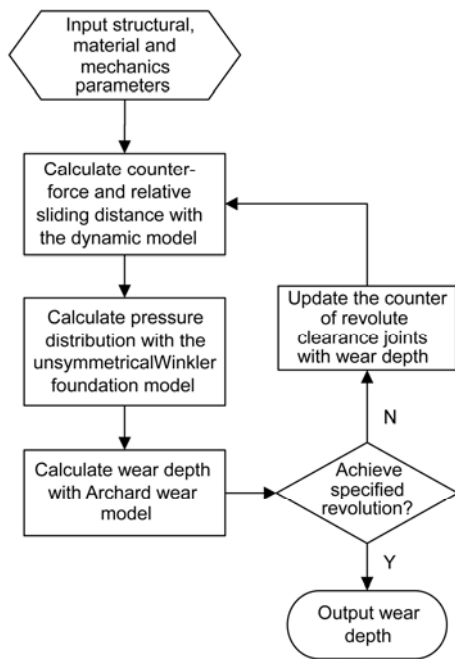 Input structural,
material and
mechanics
parameters
Calculate counter-
force and relative
sliding distance with
the dynamic model
Calculate pressure
distribution with the
unsymmetricalWinkler
foundation model
Calculate wear depth
with Archard wear
model
Achieve
specified
revolution?
N
Update the counter
of revolute
clearance joints
with wear depth
Y
Output wear
depth